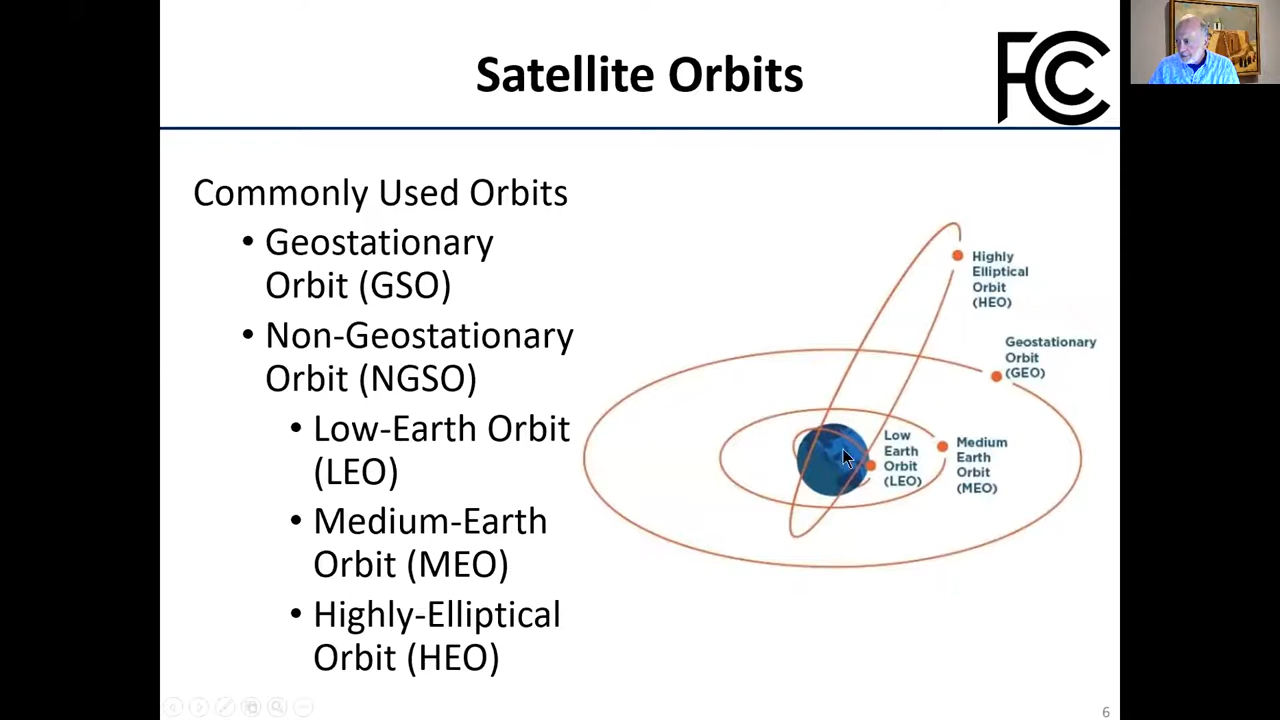 Satellite Orbits
FCC
Commonly Used Orbits
• Geostationary
Orbit (GSO)
• Non-Geostationary
Orbit (NGSO)
• Low-Earth Orbit
(LEO)
• Medium-Earth
Orbit (MEO)
• Highly-Elliptical
Orbit (HEO)
Highly
Elliptical
Orbit
(HEO)
Geostationary
Orbit
(GEO)
Low
Earth
Orbit
(LEO)
Medium
Earth
Orbit
(MEO)
6